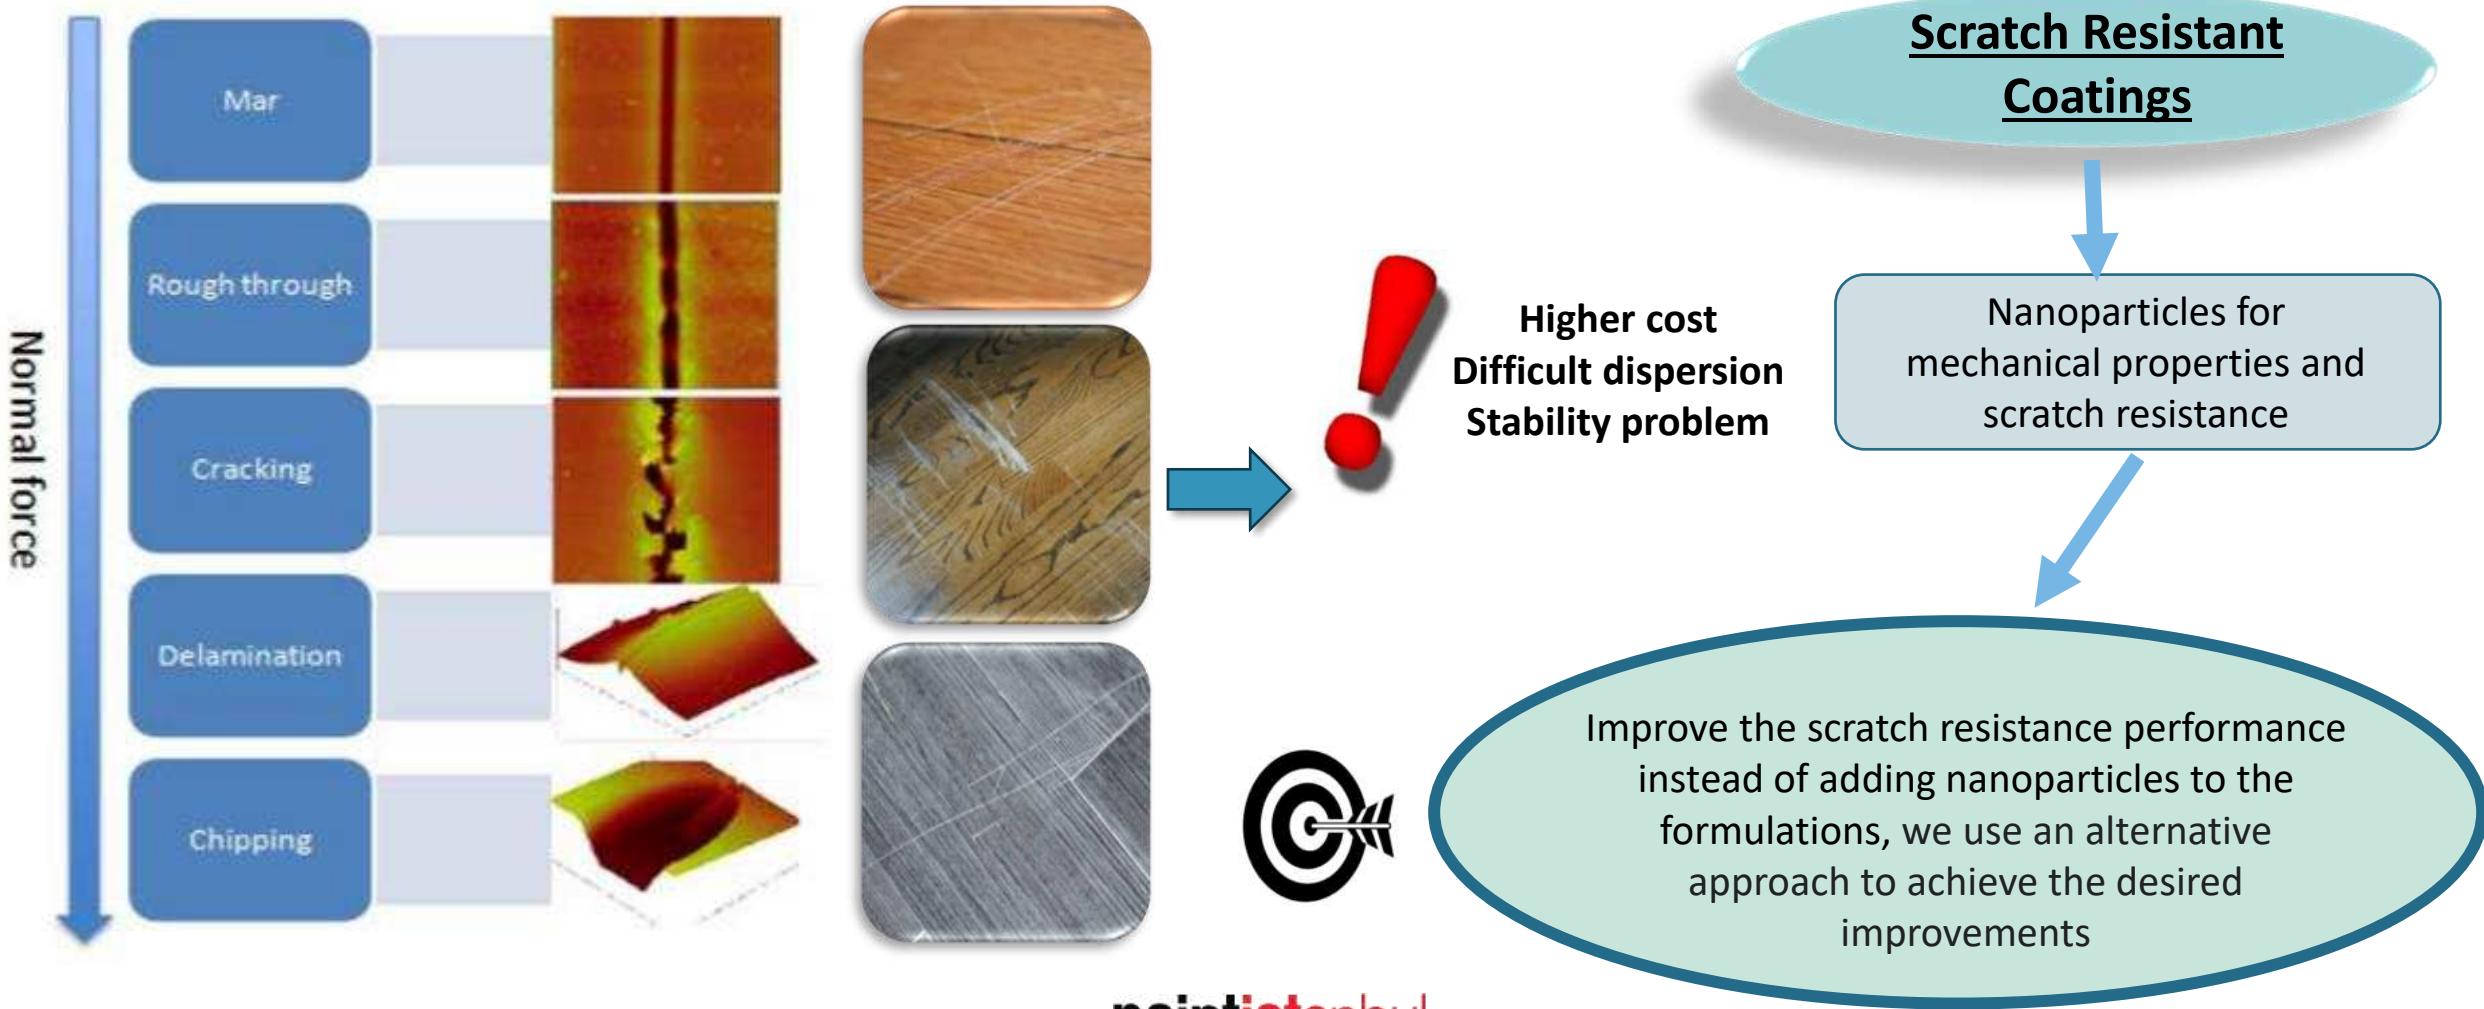 Normal force
Mar
Rough through
Cracking
Delamination
Chipping
Higher cost
Difficult dispersion
Stability problem
Scratch Resistant
Coatings
Nanoparticles for
mechanical properties and
scratch resistance
Improve the scratch resistance performance
instead of adding nanoparticles to the
formulations, we use an alternative
approach to achieve the desired
improvements